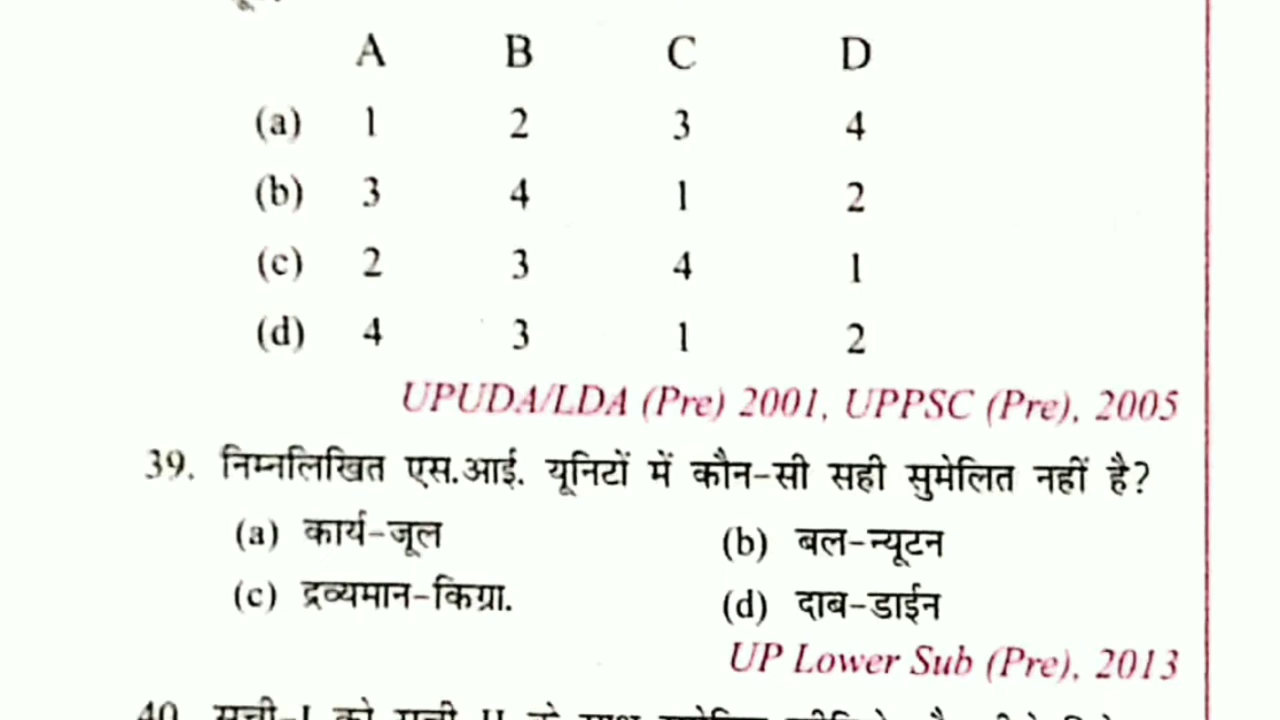 A B C D
(a) 1 2 3 4
(b) 3 4 1 2
(c) 2 3 4 1
(d) 4 3 1 2
UPUDA/LDA (Pre) 2001, UPPSC (Pre), 2005
39. निम्नलिखित एस.आई. यूनिटों में कौन-सी सही सुमेलित नहीं है?
(a) कार्य-जूल (b) बल-न्यूटन
(c) द्रव्यमान-किग्रा. (d) दाब-डाईन
UP Lower Sub (Pre), 2013
40. सूची-I को सूची-II